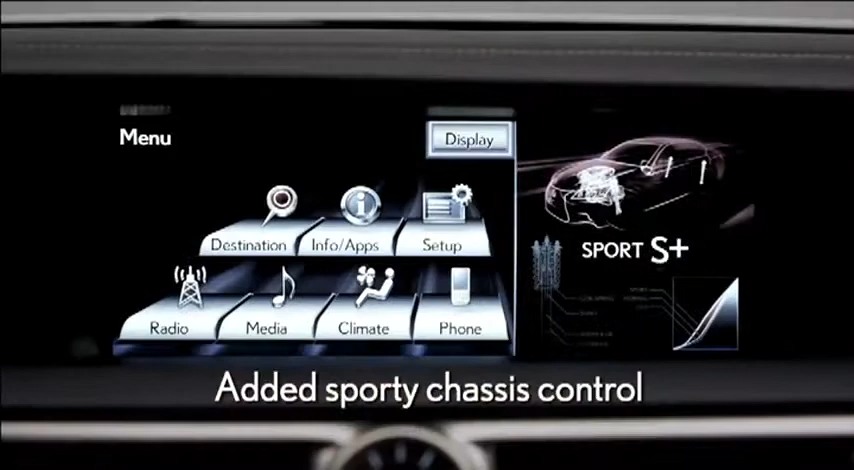 Menu
Display
Destination
Info/Apps
Setup
Radio
Media
Climate
Phone
SPORT S+
Added sporty chassis control